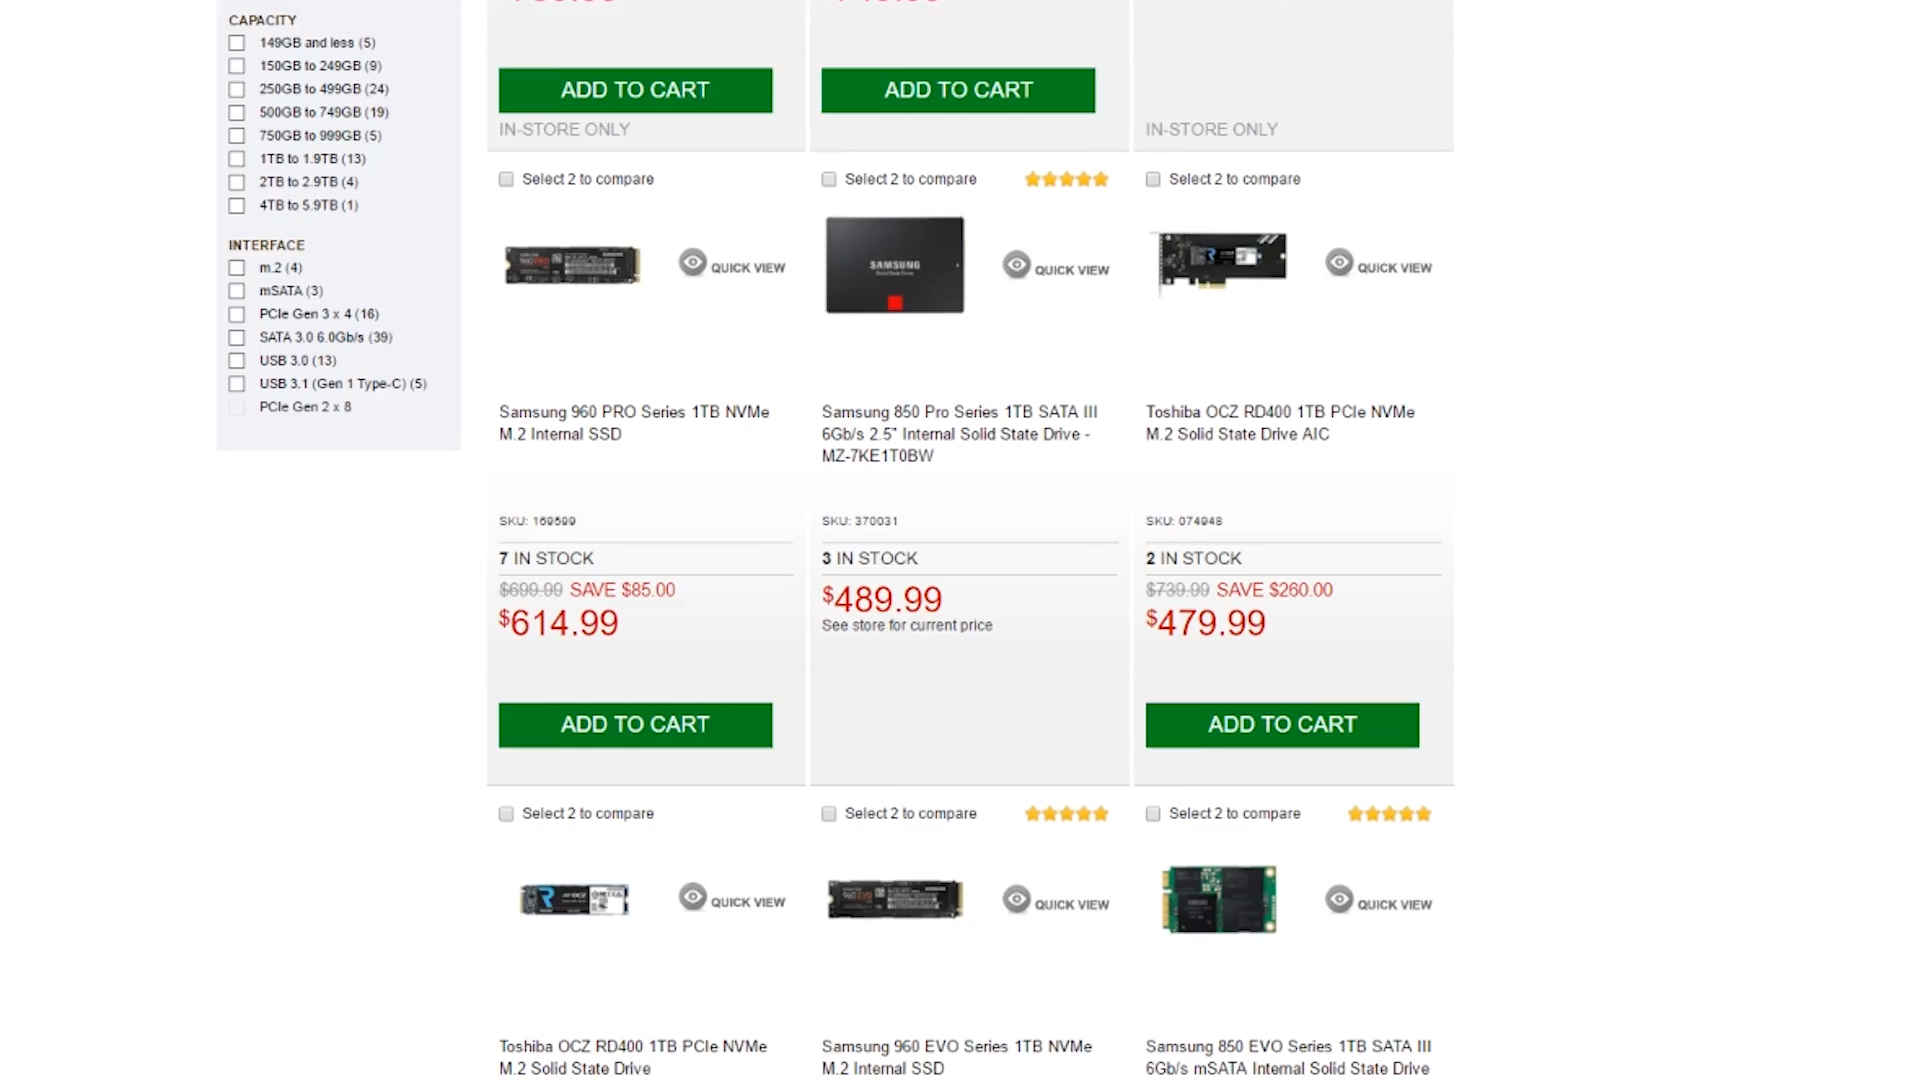 CAPACITY
149GB and less (5)
150GB to 249GB (9)
250GB to 499GB (24)
500GB to 749GB (19)
750GB to 999GB (5)
1TB to 1.9TB (13)
2TB to 2.9TB (4)
4TB to 5.9TB (1)
INTERFACE
m.2 (4)
mSATA (3)
PCIe Gen 3 x 4 (16)
SATA 3.0 6.0Gb/s (39)
USB 3.0 (13)
USB 3.1 (Gen 1 Type-C) (5)
PCIe Gen 2 x 8
ADD TO CART
IN-STORE ONLY
ADD TO CART
IN-STORE ONLY
Select 2 to compare
QUICK VIEW
Samsung 960 PRO Series 1TB NVMe
M.2 Internal SSD
SKU: 169599
7 IN STOCK
$699.99 SAVE $85.00
$614.99
ADD TO CART
Select 2 to compare
SAMSUNG
Solid State Drive
QUICK VIEW
Samsung 850 Pro Series 1TB SATA III
6Gb/s 2.5" Internal Solid State Drive -
MZ-7KE1T0BW
SKU: 370031
3 IN STOCK
$489.99
See store for current price
Select 2 to compare
QUICK VIEW
Toshiba OCZ RD400 1TB PCIe NVMe
M.2 Solid State Drive AIC
SKU: 074948
2 IN STOCK
$739.99 SAVE $260.00
$479.99
ADD TO CART
Select 2 to compare
QUICK VIEW
Toshiba OCZ RD400 1TB PCIe NVMe
M.2 Solid State Drive
Select 2 to compare
QUICK VIEW
Samsung 960 EVO Series 1TB NVMe
M.2 Internal SSD
Select 2 to compare
QUICK VIEW
Samsung 850 EVO Series 1TB SATA III
6Gb/s mSATA Internal Solid State Drive